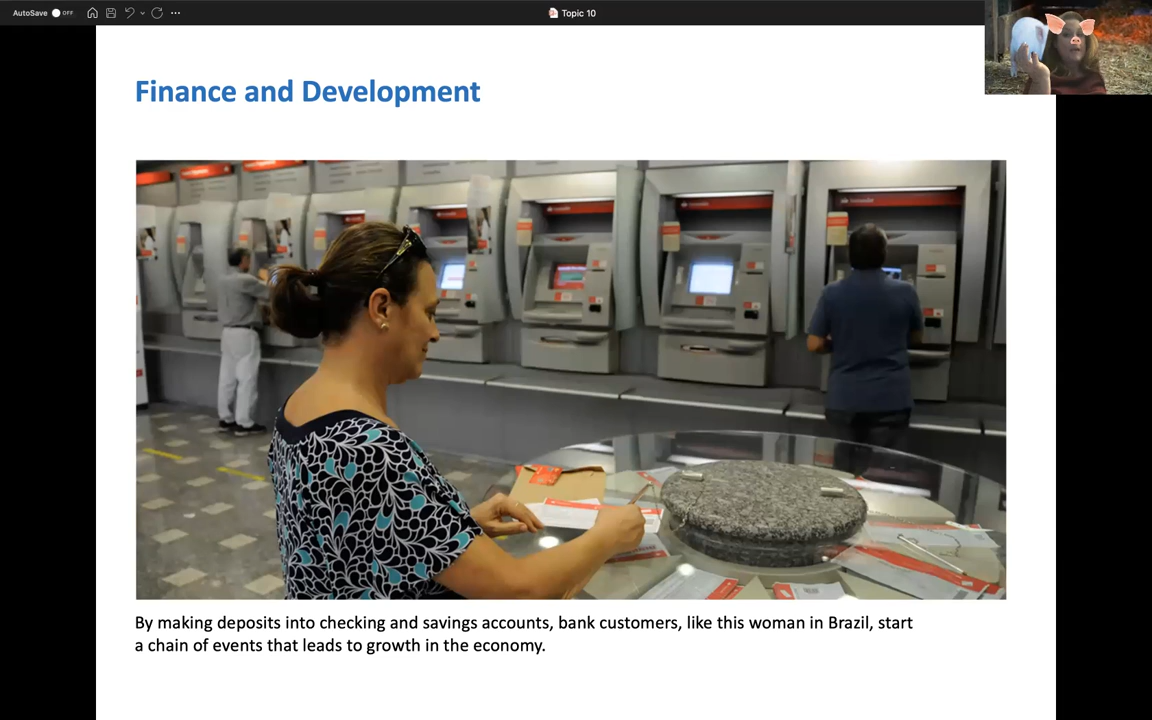 AutoSave OFF
Topic 10
Finance and Development
By making deposits into checking and savings accounts, bank customers, like this woman in Brazil, start
a chain of events that leads to growth in the economy.